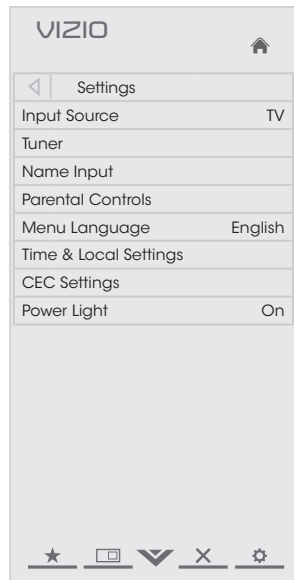 VIZIO
Settings
Input Source TV
Tuner
Name Input
Parental Controls
Menu Language English
Time & Local Settings
CEC Settings
Power Light On